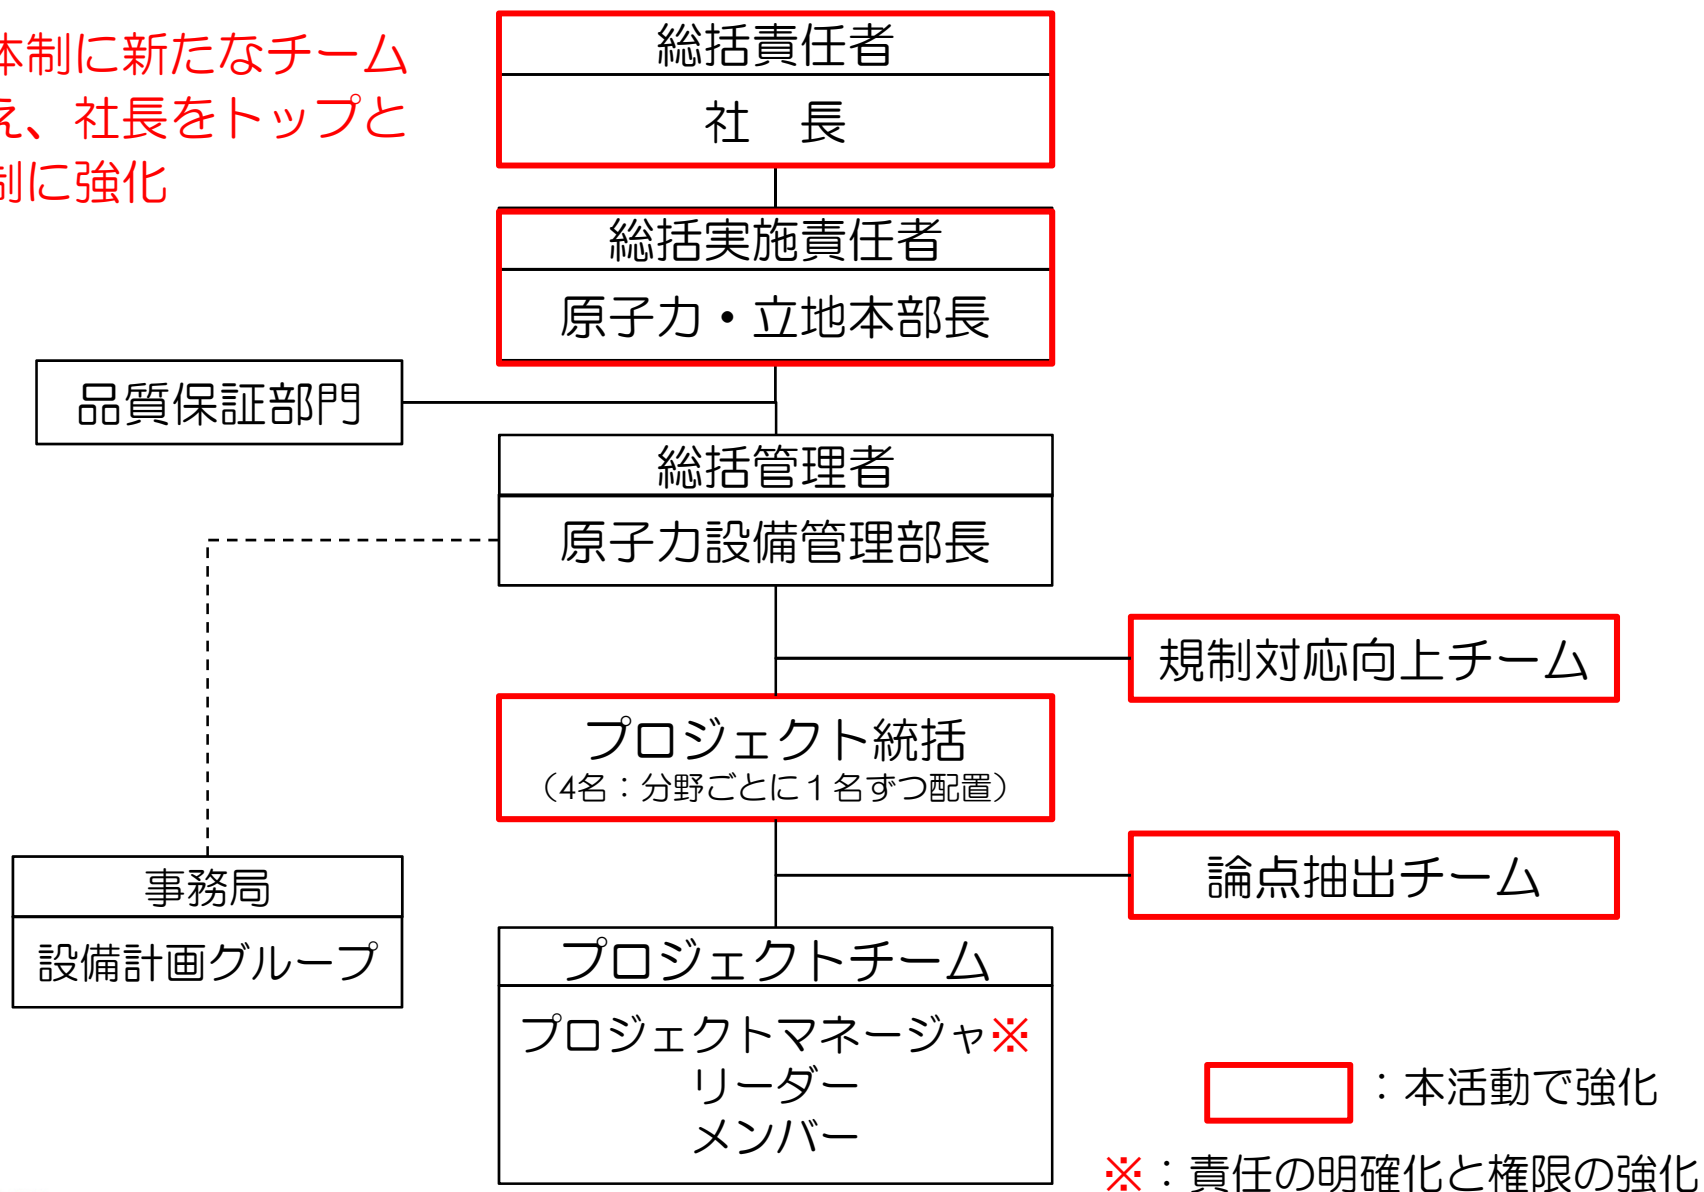 体制に新たなチーム
え、社長をトップと
制に強化
総括責任者
社　長
総括実施責任者
原子力・立地本部長
品質保証部門
総括管理者
原子力設備管理部長
規制対応向上チーム
プロジェクト統括
（4名：分野ごとに１名ずつ配置）
論点抽出チーム
事務局
設備計画グループ
プロジェクトチーム
プロジェクトマネージャ※
リーダー
メンバー
：本活動で強化
※：責任の明確化と権限の強化